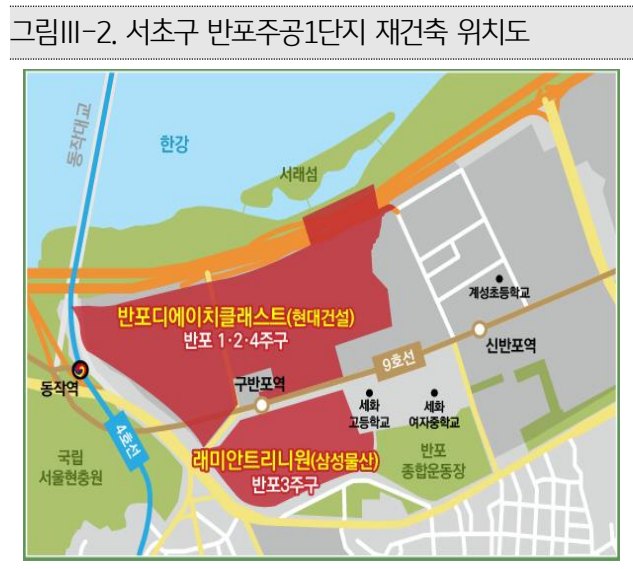 그림Ⅲ-2. 서초구 반포주공1단지 재건축 위치도
동작대교
한강
서래섬
계성초등학교
반포디에이치클래스트(현대건설)
반포 1·2·4주구
신반포역
9호선
동작역
구반포역
세화
고등학교
세화
여자중학교
4호선
국립
서울현충원
래미안트리니원(삼성물산)
반포3주구
반포
종합운동장